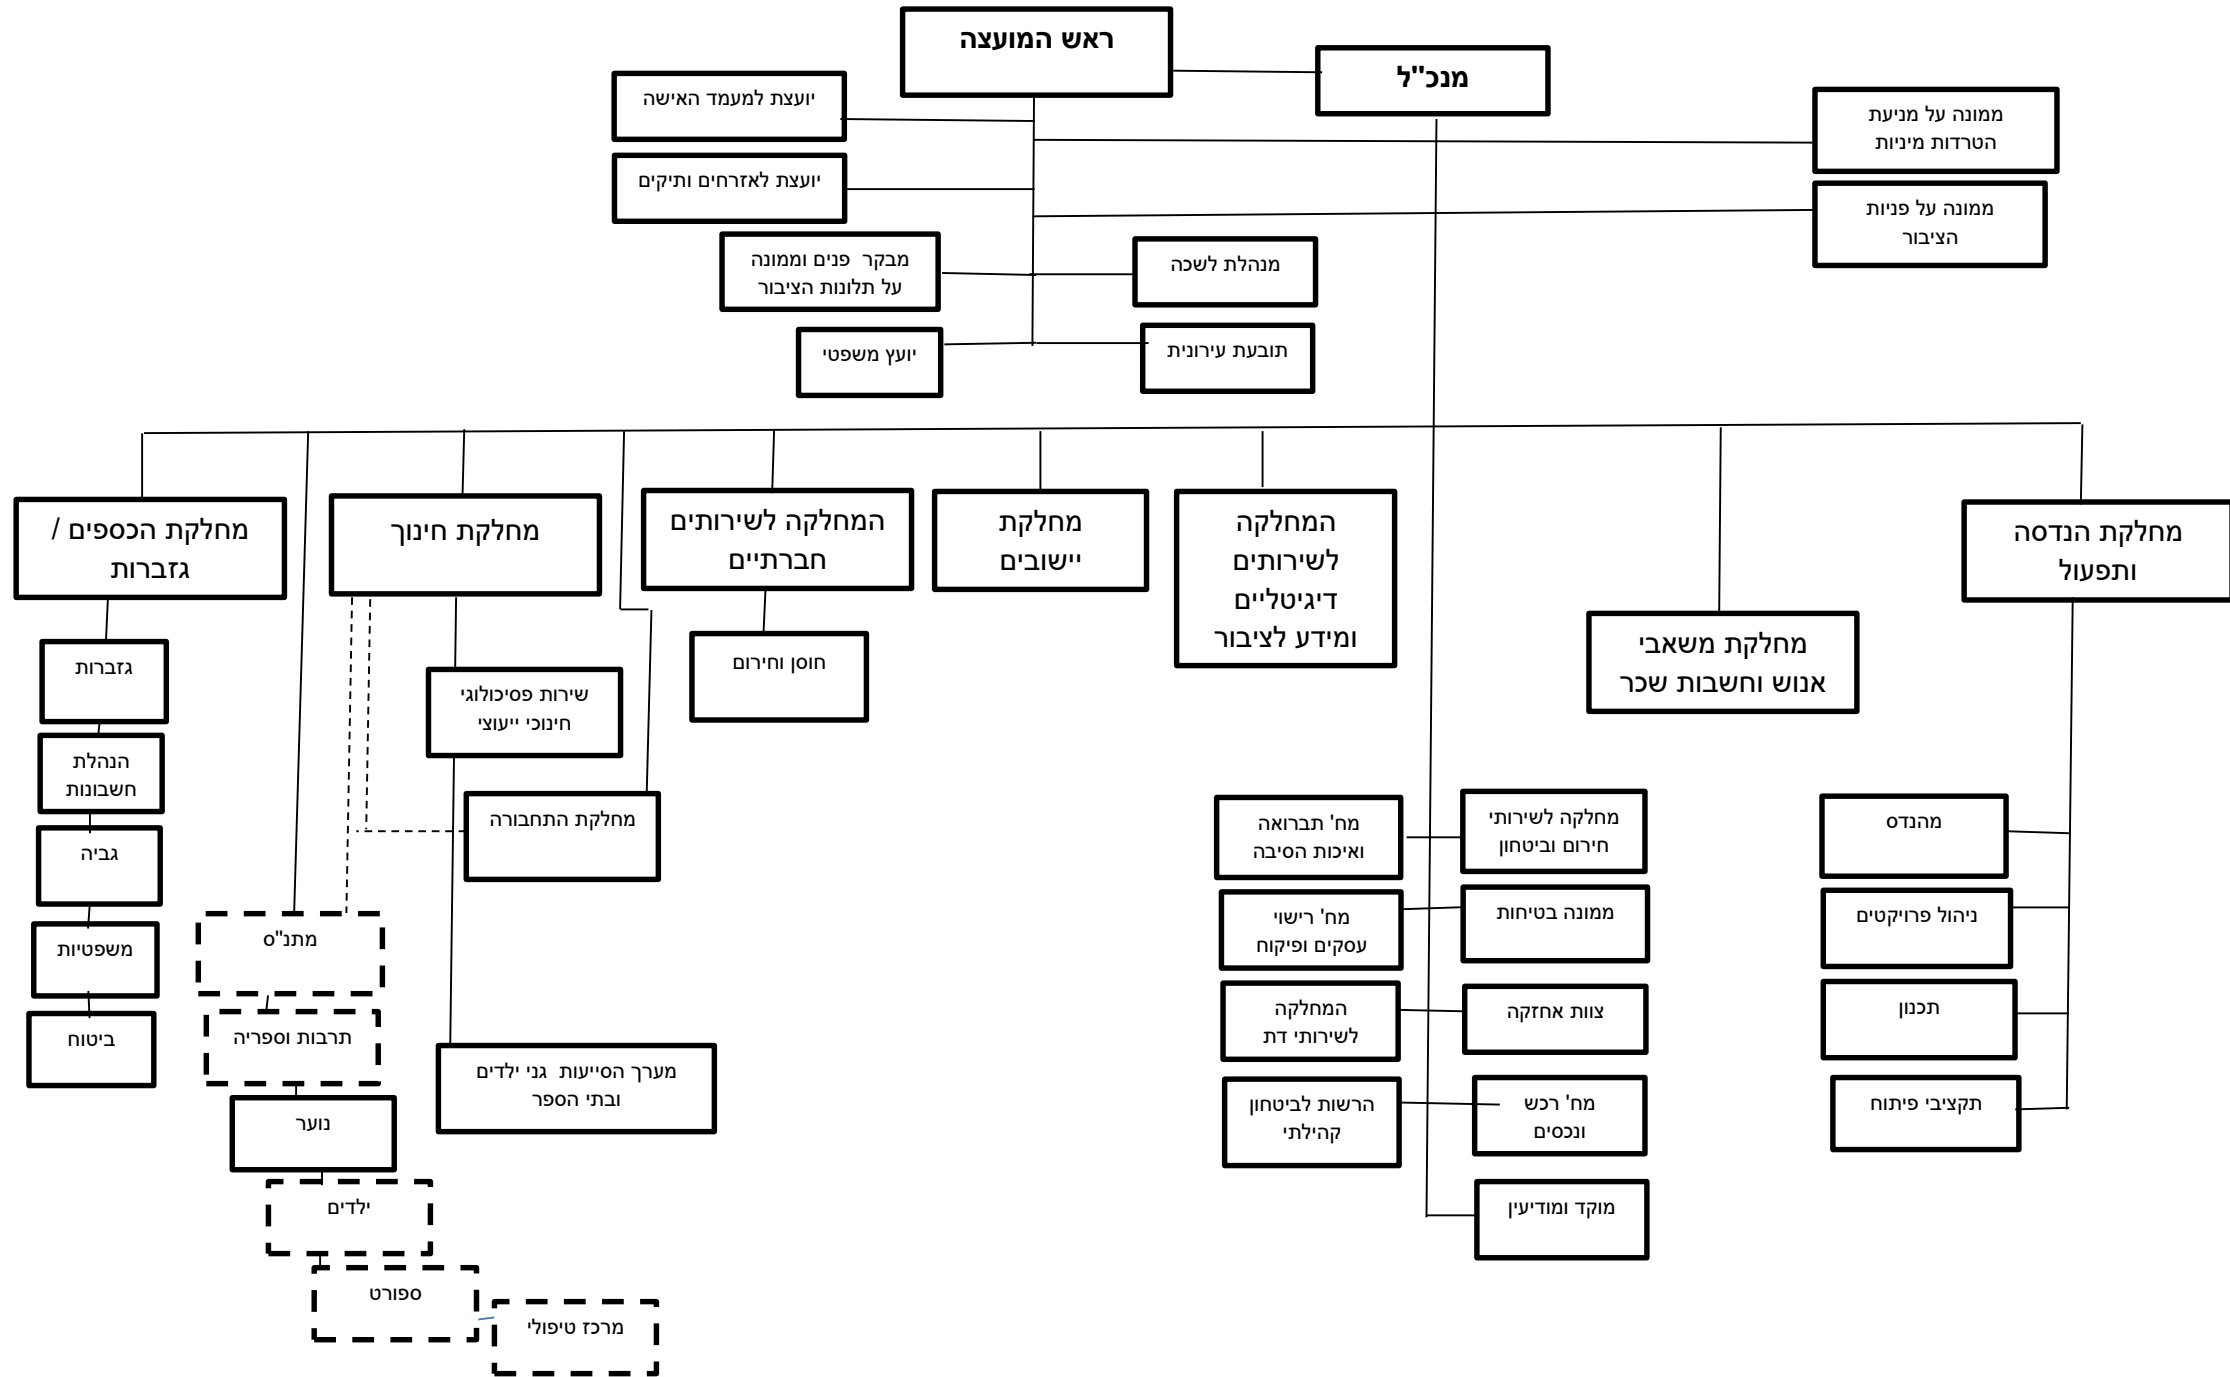 ראש המועצה
מנכ"ל
יועצת למעמד האישה
ממונה על מניעת
הטרדות מיניות
יועצת לאזרחים ותיקים
ממונה על פניות
הציבור
מבקר פנים וממונה
על תלונות הציבור
מנהלת לשכה
יועץ משפטי
תובעת עירונית
מחלקת הנדסה
ותפעול
מחלקת משאבי
אנוש וחשבות שכר
המחלקה
לשירותים
דיגיטליים
ומידע לציבור
מחלקת
יישובים
המחלקה לשירותים
חברתיים
מחלקת חינוך
מחלקת הכספים /
גזברות
חוסן וחירום
שירות פסיכולוגי
חינוכי ייעוצי
מחלקת התחבורה
מערך הסייעות גני ילדים
ובתי הספר
גזברות
הנהלת
חשבונות
גביה
משפטיות
ביטוח
מתנ"ס
תרבות וספריה
נוער
ילדים
ספורט
מרכז טיפולי
מהנדס
ניהול פרויקטים
תכנון
תקציבי פיתוח
מחלקה לשירותי
חירום וביטחון
ממונה בטיחות
צוות אחזקה
מח' רכש
ונכסים
מוקד ומודיעין
מח' תברואה
ואיכות הסיבה
מח' רישוי
עסקים ופיקוח
המחלקה
לשירותי דת
הרשות לביטחון
קהילתי